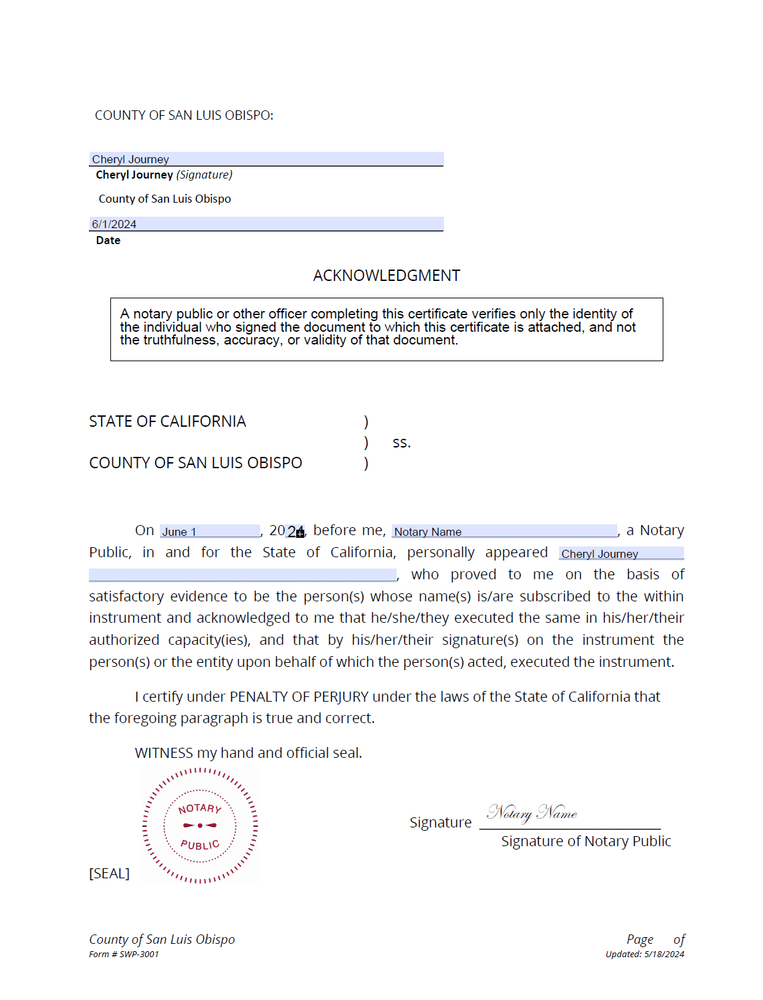 COUNTY OF SAN LUIS OBISPO:
Cheryl Journey
Cheryl Journey (Signature)
County of San Luis Obispo
6/1/2024
Date
ACKNOWLEDGMENT
A notary public or other officer completing this certificate verifies only the identity of
the individual who signed the document to which this certificate is attached, and not
the truthfulness, accuracy, or validity of that document.
STATE OF CALIFORNIA )
) ss.
COUNTY OF SAN LUIS OBISPO )
On June 1, 2024, before me, Notary Name, a Notary
Public, in and for the State of California, personally appeared Cheryl Journey
, who proved to me on the basis of
satisfactory evidence to be the person(s) whose name(s) is/are subscribed to the within
instrument and acknowledged to me that he/she/they executed the same in his/her/their
authorized capacity(ies), and that by his/her/their signature(s) on the instrument the
person(s) or the entity upon behalf of which the person(s) acted, executed the instrument.
I certify under PENALTY OF PERJURY under the laws of the State of California that
the foregoing paragraph is true and correct.
WITNESS my hand and official seal.
NOTARY
PUBLIC
Notary Name
Signature
Signature of Notary Public
[SEAL]
County of San Luis Obispo Page of
Form # SWP-3001 Updated: 5/18/2024